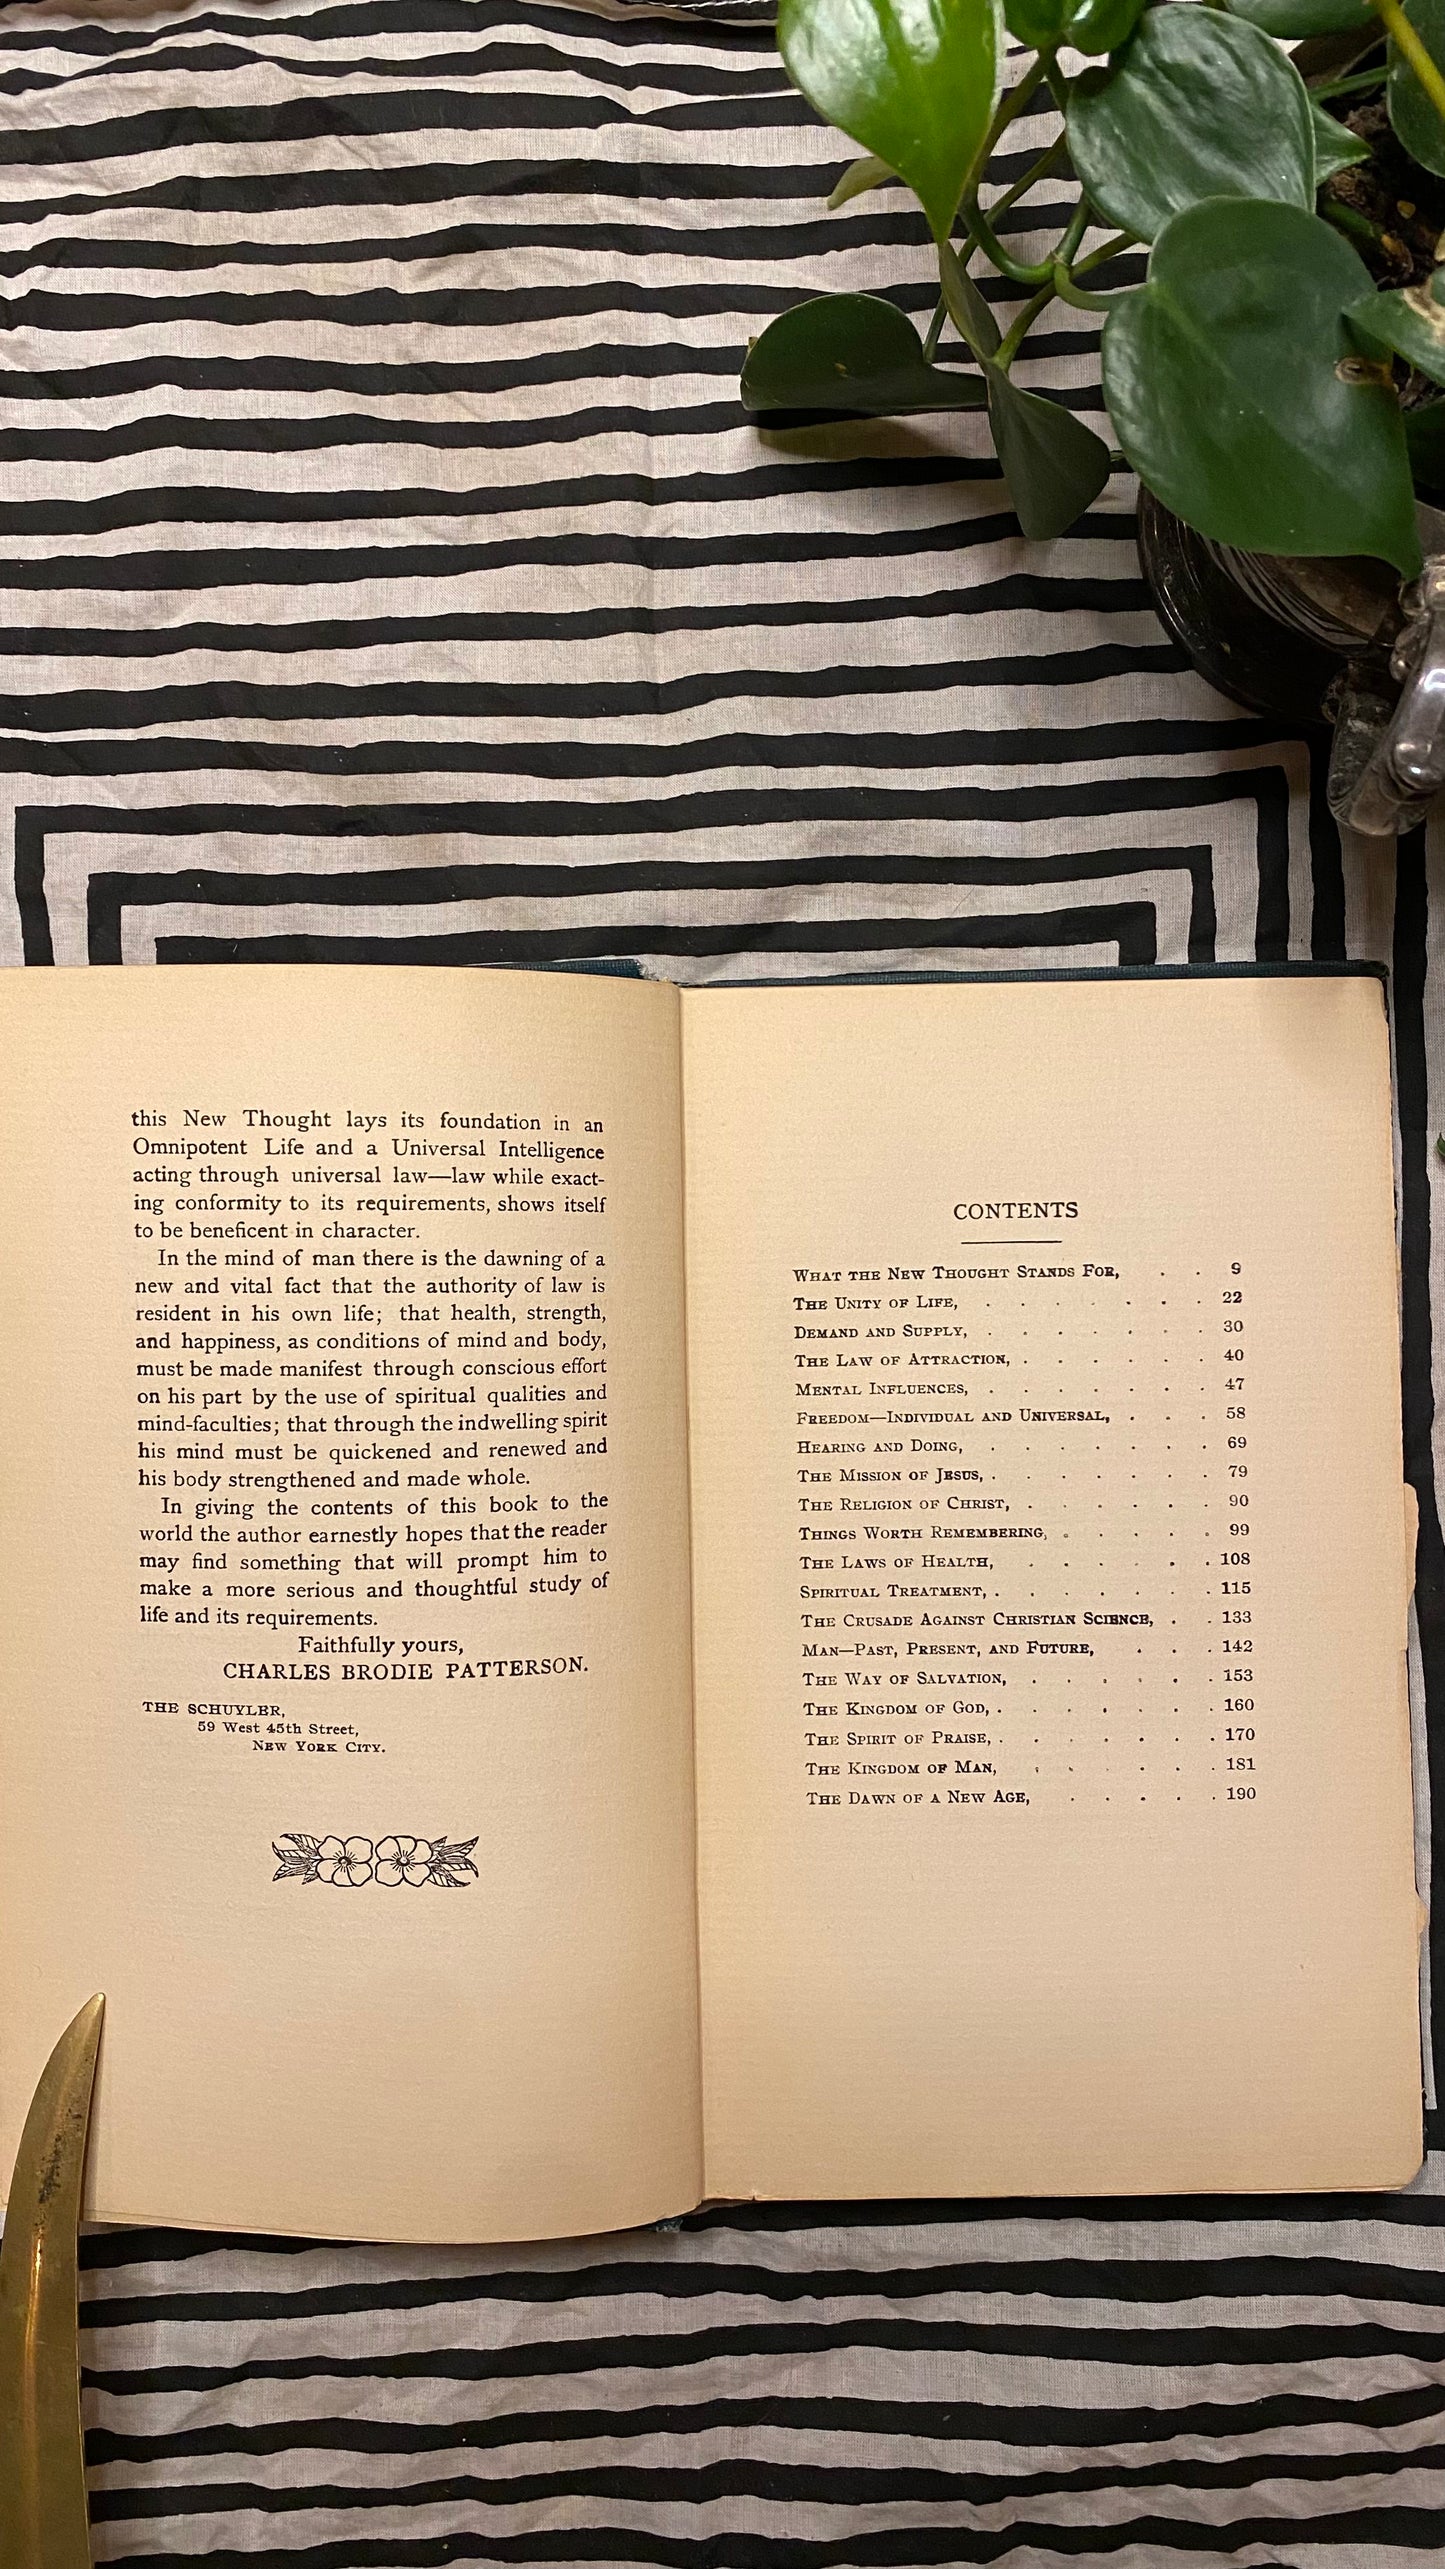 this New Thought lays its foundation in an
Omnipotent Life and a Universal Intelligence
acting through universal law—law while exact-
ing conformity to its requirements, shows itself
to be beneficent in character.
In the mind of man there is the dawning of a
new and vital fact that the authority of law is
resident in his own life; that health, strength,
and happiness, as conditions of mind and body,
must be made manifest through conscious effort
on his part by the use of spiritual qualities and
mind-faculties; that through the indwelling spirit
his mind must be quickened and renewed and
his body strengthened and made whole.
In giving the contents of this book to the
world the author earnestly hopes that the reader
may find something that will prompt him to
make a more serious and thoughtful study of
life and its requirements.
Faithfully yours,
CHARLES BRODIE PATTERSON.
THE SCHUYLER,
59 West 45th Street,
NEW YORK CITY.
CONTENTS
WHAT THE NEW THOUGHT STANDS FOR, . . 9
THE UNITY OF LIFE, . . . . . . . 22
DEMAND AND SUPPLY, . . . . . . . 30
THE LAW OF ATTRACTION, . . . . . . 40
MENTAL INFLUENCES, . . . . . . . 47
FREEDOM—INDIVIDUAL AND UNIVERSAL, . . . 58
HEARING AND DOING, . . . . . . . 69
THE MISSION OF JESUS, . . . . . . . 79
THE RELIGION OF CHRIST, . . . . . . 90
THINGS WORTH REMEMBERING, . . . . . 99
THE LAWS OF HEALTH, . . . . . . 108
SPIRITUAL TREATMENT, . . . . . . . 115
THE CRUSADE AGAINST CHRISTIAN SCIENCE, . . 133
MAN—PAST, PRESENT, AND FUTURE, . . . 142
THE WAY OF SALVATION, . . . . . . 153
THE KINGDOM OF GOD, . . . . . . . 160
THE SPIRIT OF PRAISE, . . . . . . . 170
THE KINGDOM OF MAN, . . . . . . 181
THE DAWN OF A NEW AGE, . . . . . 190